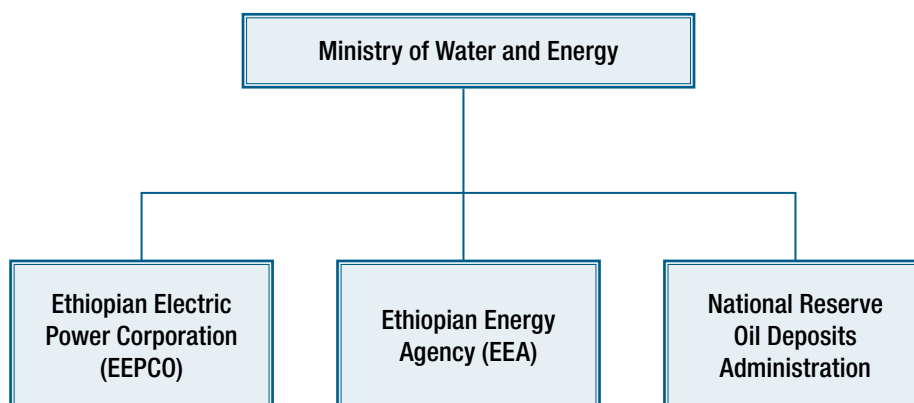 Ministry of Water and Energy
Ethiopian Electric
Power Corporation
(EEPCO)
Ethiopian Energy
Agency (EEA)
National Reserve
Oil Deposits
Administration